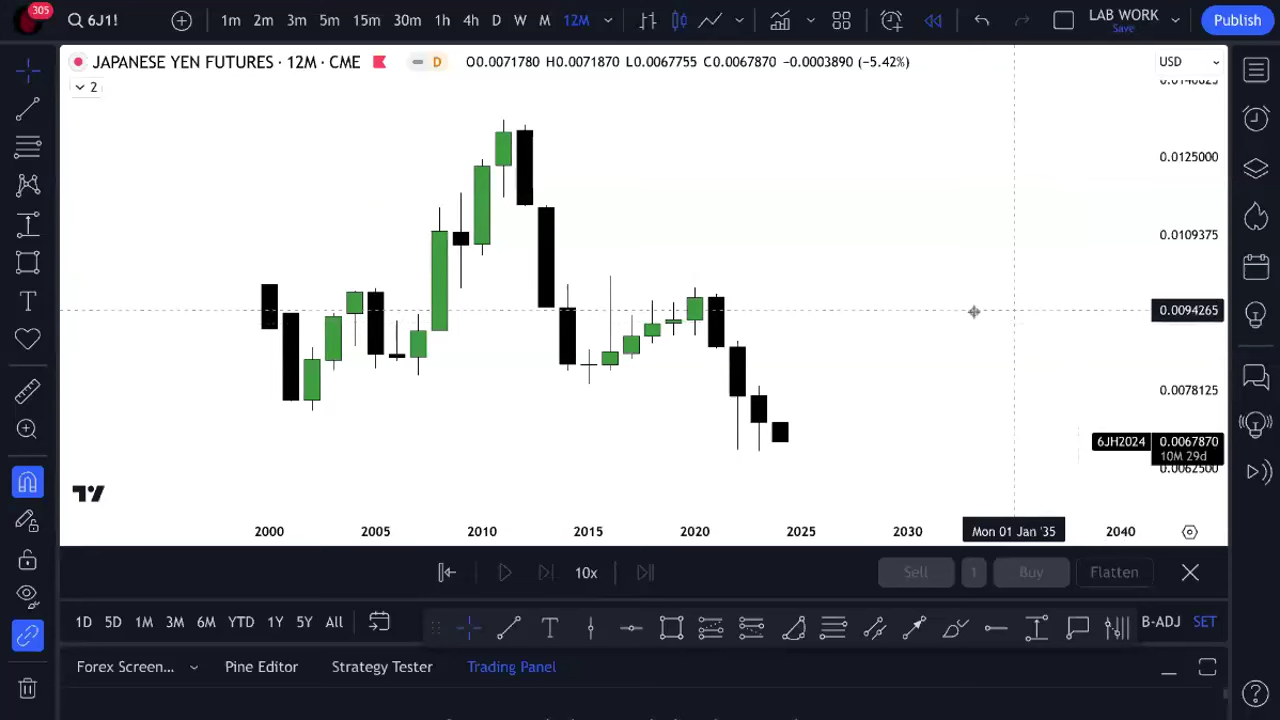 305
6J1!
1m 2m 3m 5m 15m 30m 1h 4h D W M 12M
LAB WORK
Save
Publish
JAPANESE YEN FUTURES · 12M · CME
D
O0.0071780 H0.0071870 L0.0067755 C0.0067870 −0.0003890 (−5.42%)
USD
2
0.0140625
0.0125000
0.0109375
0.0094265
0.0078125
6JH2024 0.0067870
10M 29d
0.0062500
2000 2005 2010 2015 2020 2025 2030 Mon 01 Jan '35 2040
10x
Sell 1 Buy Flatten
1D 5D 1M 3M 6M YTD 1Y 5Y All
B-ADJ SET
Forex Screen... Pine Editor Strategy Tester Trading Panel